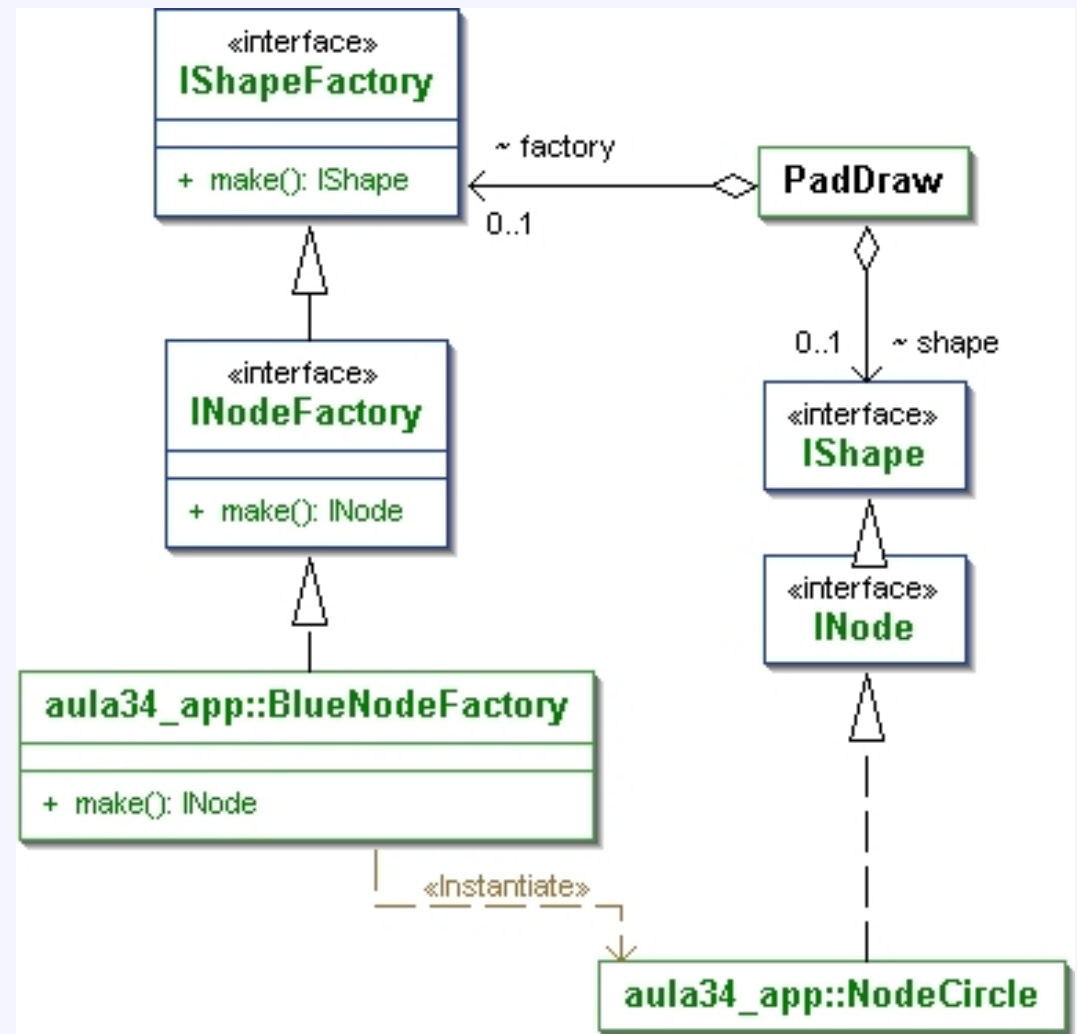 «interface»
IShapeFactory
+ make(): IShape
~ factory
0..1
PadDraw
0..1 ~ shape
«interface»
INodeFactory
+ make(): INode
«interface»
IShape
«interface»
INode
aula34_app::BlueNodeFactory
+ make(): INode
«Instantiate»
aula34_app::NodeCircle